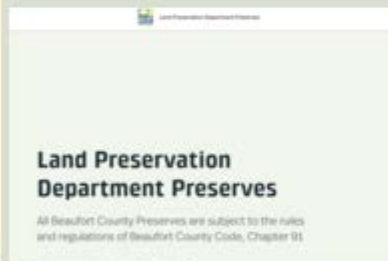 Land Preservation Department Preserves
Land Preservation
Department Preserves
All Beaufort County Preserves are subject to the rules
and regulations of Beaufort County Code, Chapter 91